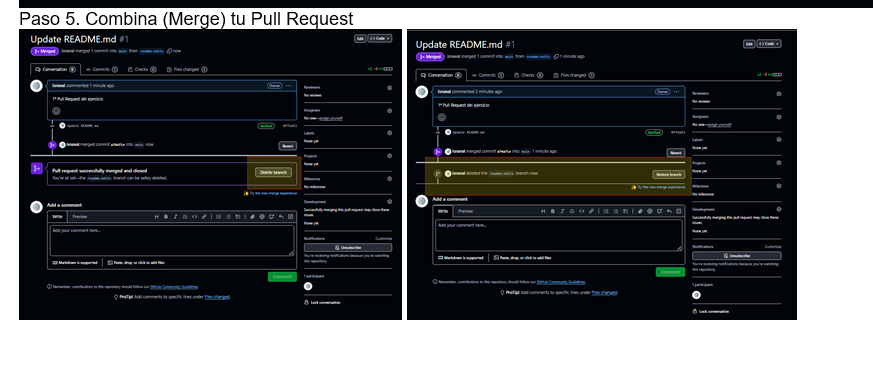 Paso 5. Combina (Merge) tu Pull Request
Update README.md #1
Edit
<> Code
Merged
isravel merged 1 commit into main from readme-edits now
Conversation 0
Commits 1
Checks 0
Files changed 1
isravel commented 1 minute ago
Owner
1º Pull Request del ejercicio
Update README.md
Verified
isravel merged commit into main now
Revert
Pull request successfully merged and closed
You're all set—the readme-edits branch can be safely deleted.
Delete branch
Try the new merge experience
Add a comment
Write
Preview
Add your comment here...
Markdown is supported
Paste, drop, or click to add files
Comment
Remember, contributions to this repository should follow our GitHub Community Guidelines.
ProTip! Add comments to specific lines under Files changed.
Reviewers
No reviews
Assignees
No one—assign yourself
Labels
None yet
Projects
None yet
Milestone
No milestone
Development
Successfully merging this pull request may close these issues.
None yet
Notifications
Customize
Unsubscribe
You're receiving notifications because you're watching this repository.
1 participant
Lock conversation
Update README.md #1
Edit
<> Code
Merged
isravel merged 1 commit into main from readme-edits 1 minute ago
Conversation 0
Commits 1
Checks 0
Files changed 1
isravel commented 2 minutes ago
Owner
1º Pull Request del ejercicio
Update README.md
Verified
isravel merged commit into main 1 minute ago
Revert
isravel deleted the readme-edits branch now
Restore branch
Try the new merge experience
Add a comment
Write
Preview
Add your comment here...
Markdown is supported
Paste, drop, or click to add files
Comment
Remember, contributions to this repository should follow our GitHub Community Guidelines.
ProTip! Add comments to specific lines under Files changed.
Reviewers
No reviews
Assignees
No one—assign yourself
Labels
None yet
Projects
None yet
Milestone
No milestone
Development
Successfully merging this pull request may close these issues.
None yet
Notifications
Customize
Unsubscribe
You're receiving notifications because you're watching this repository.
1 participant
Lock conversation